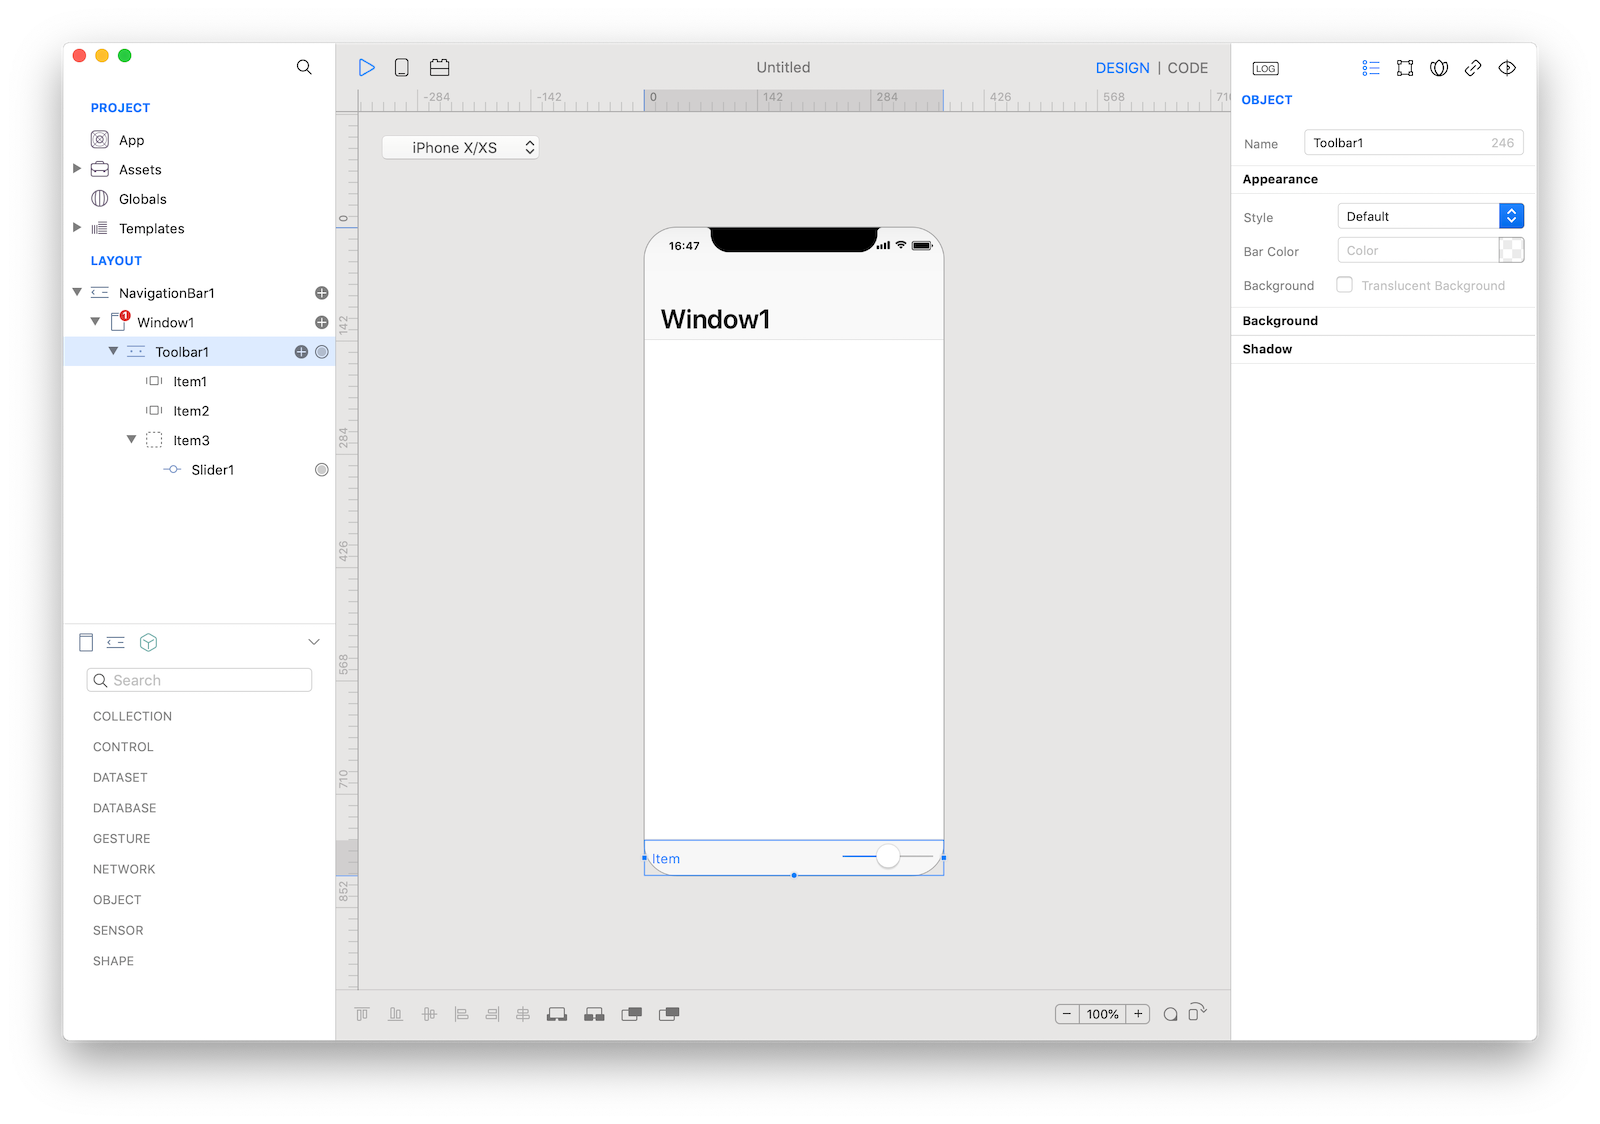 PROJECT
App
Assets
Globals
Templates
LAYOUT
NavigationBar1
1
Window1
Toolbar1
Item1
Item2
Item3
Slider1
Search
COLLECTION
CONTROL
DATASET
DATABASE
GESTURE
NETWORK
OBJECT
SENSOR
SHAPE
Untitled
DESIGN | CODE
-284 -142 0 142 284 426 568
0
142
284
426
568
710
852
iPhone X/XS
16:47
Window1
Item
100%
LOG
OBJECT
Name Toolbar1 246
Appearance
Style Default
Bar Color Color
Background Translucent Background
Background
Shadow